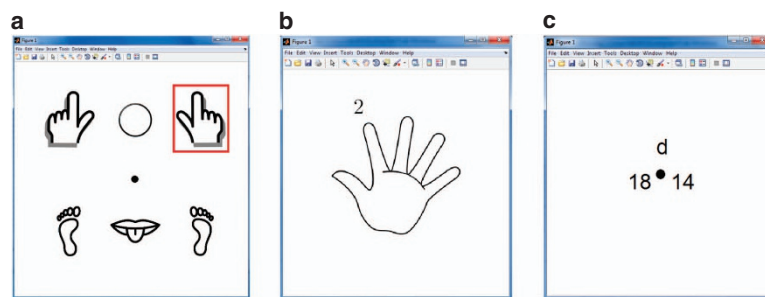 a
b
c
Figure 1
File Edit View Insert Tools Desktop Window Help
Figure 1
File Edit View Insert Tools Desktop Window Help
Figure 1
File Edit View Insert Tools Desktop Window Help
2
d
18 14